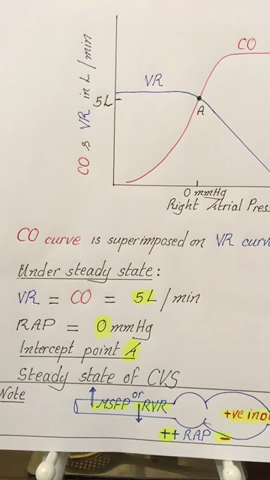 CO
VR
CO & VR in L/min
5L
A
0 mmHg
Right Atrial Press
CO curve is superimposed on VR curv
Under steady state:
VR = CO = 5L/min
RAP = 0 mmHg
Intercept point A
Steady state of CVS
Note
or
MSFP RVR
+ve ino
++ RAP =